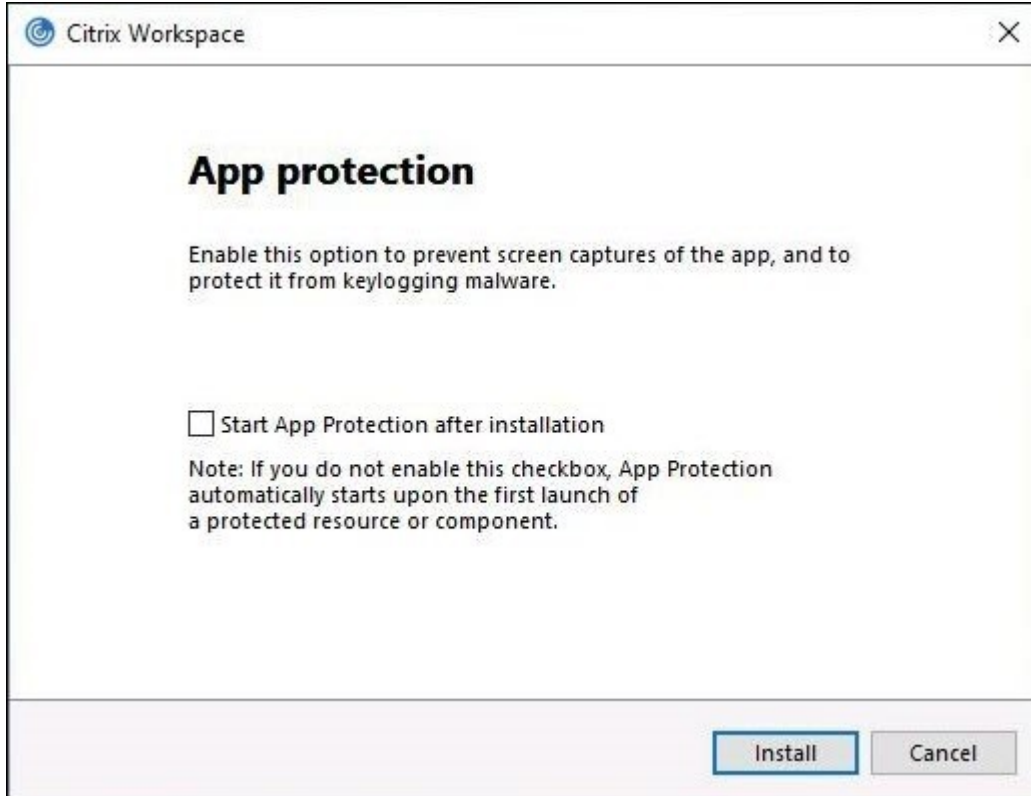 Citrix Workspace
App protection
Enable this option to prevent screen captures of the app, and to
protect it from keylogging malware.
Start App Protection after installation
Note: If you do not enable this checkbox, App Protection
automatically starts upon the first launch of
a protected resource or component.
Install
Cancel